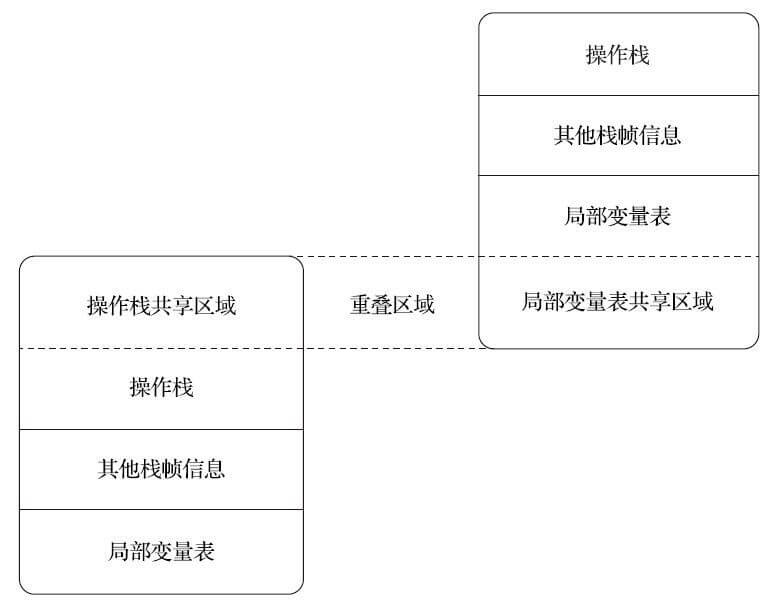 操作栈
其他栈帧信息
局部变量表
局部变量表共享区域
重叠区域
操作栈共享区域
操作栈
其他栈帧信息
局部变量表